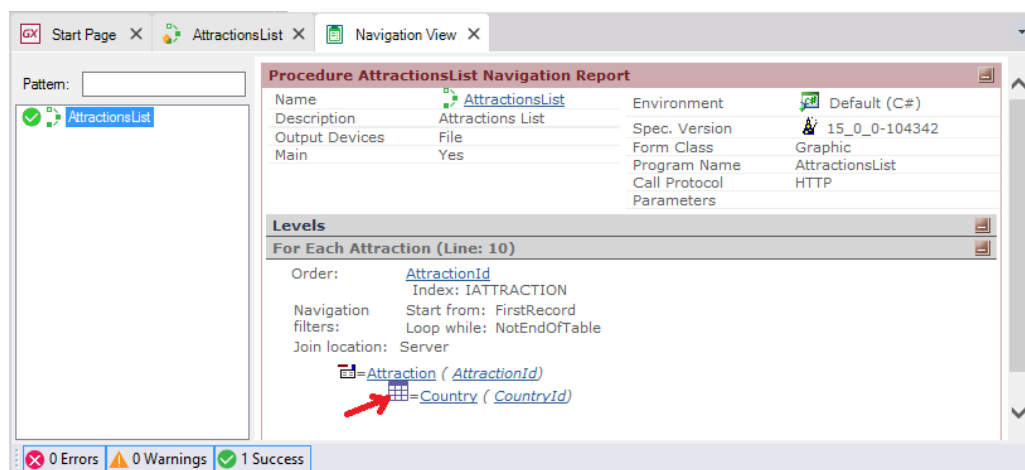 GX Start Page AttractionsList Navigation View
Pattern:
AttractionsList
Procedure AttractionsList Navigation Report
Name AttractionsList
Description Attractions List
Output Devices File
Main Yes
Environment Default (C#)
Spec. Version 15_0_0-104342
Form Class Graphic
Program Name AttractionsList
Call Protocol HTTP
Parameters
Levels
For Each Attraction (Line: 10)
Order: AttractionId
Index: IATTRACTION
Navigation filters: Start from: FirstRecord
Loop while: NotEndOfTable
Join location: Server
=Attraction ( AttractionId)
=Country ( CountryId)
0 Errors 0 Warnings 1 Success